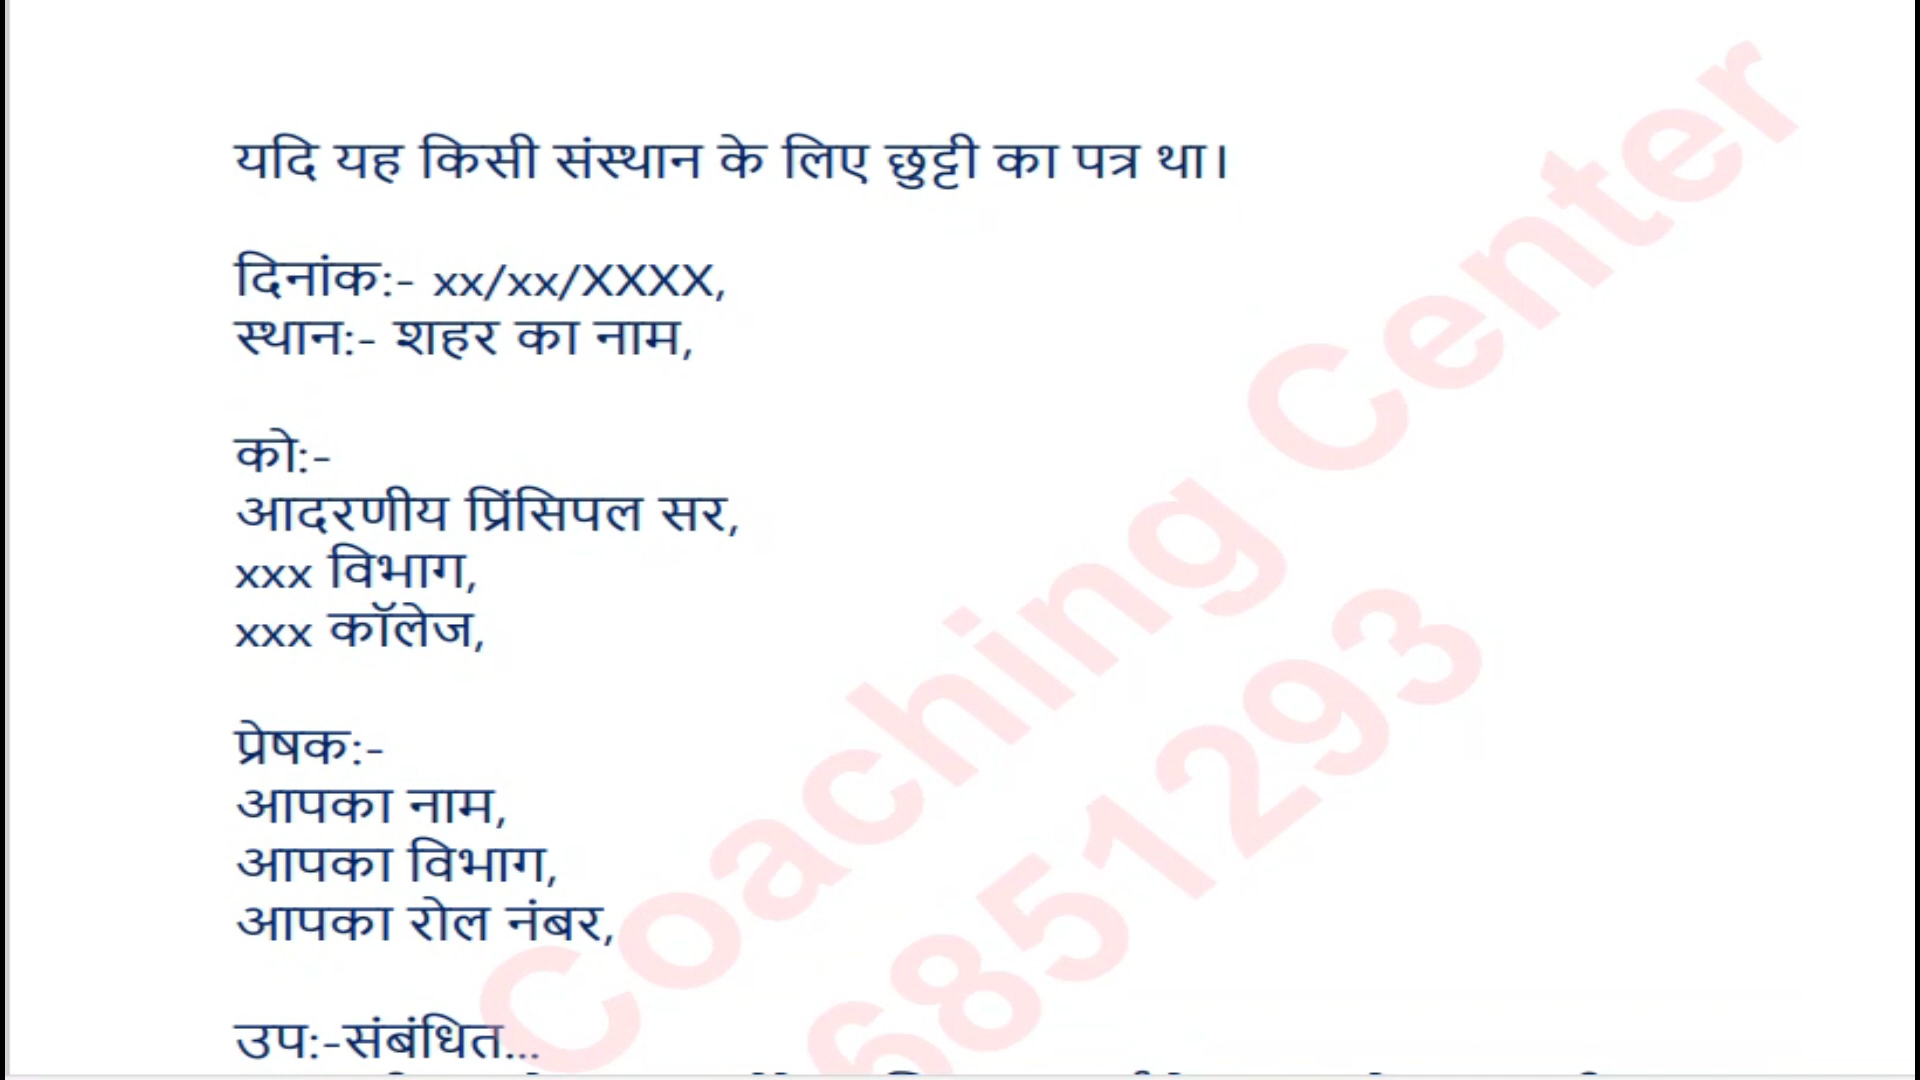 यदि यह किसी संस्थान के लिए छुट्टी का पत्र था।
दिनांक:- xx/xx/XXXX,
स्थान:- शहर का नाम,
को:-
आदरणीय प्रिंसिपल सर,
xxx विभाग,
xxx कॉलेज,
प्रेषक:-
आपका नाम,
आपका विभाग,
आपका रोल नंबर,
उप:-संबंधित...
Coaching Center
6851293